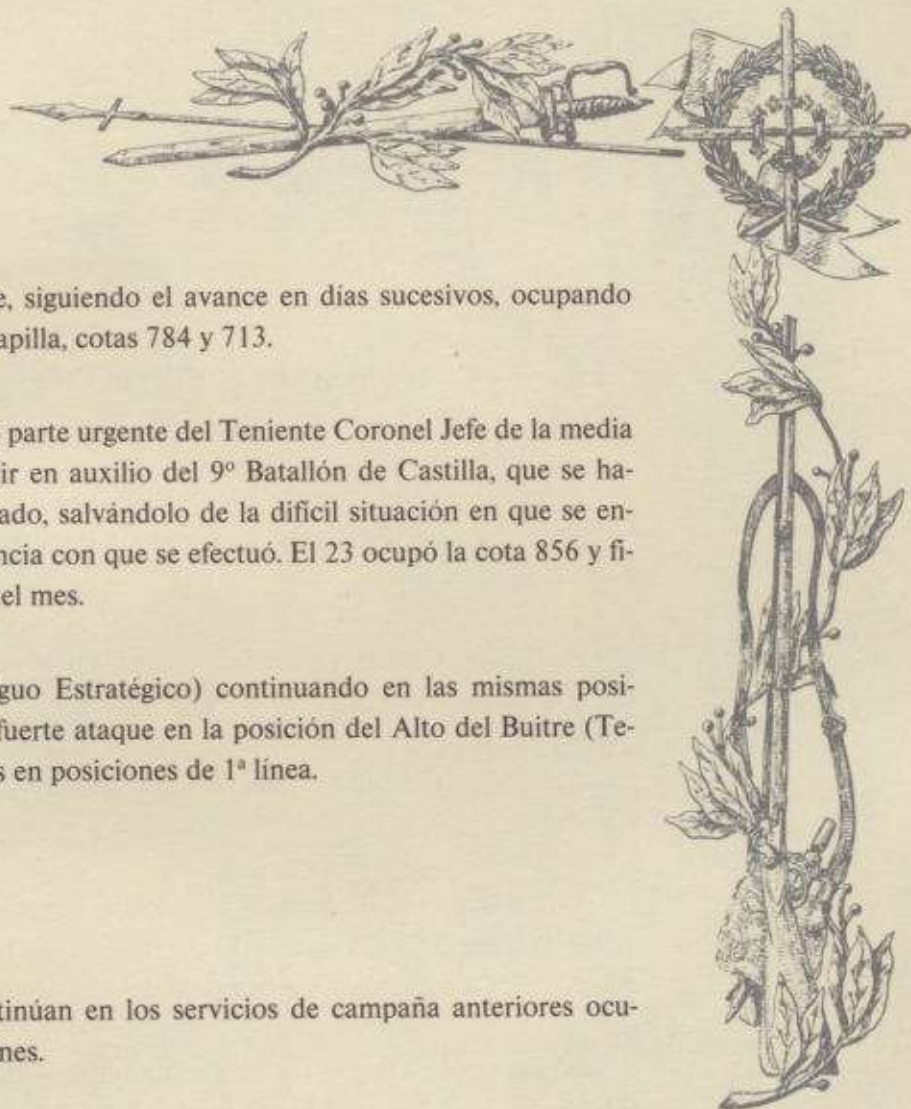 e, siguiendo el avance en días sucesivos, ocupando
apilla, cotas 784 y 713.
parte urgente del Teniente Coronel Jefe de la media
ir en auxilio del 9º Batallón de Castilla, que se ha-
ado, salvándolo de la difícil situación en que se en-
ncia con que se efectuó. El 23 ocupó la cota 856 y fi-
el mes.
guo Estratégico) continuando en las mismas posi-
fuerte ataque en la posición del Alto del Buitre (Te-
s en posiciones de 1ª línea.
tinúan en los servicios de campaña anteriores ocu-
nes.